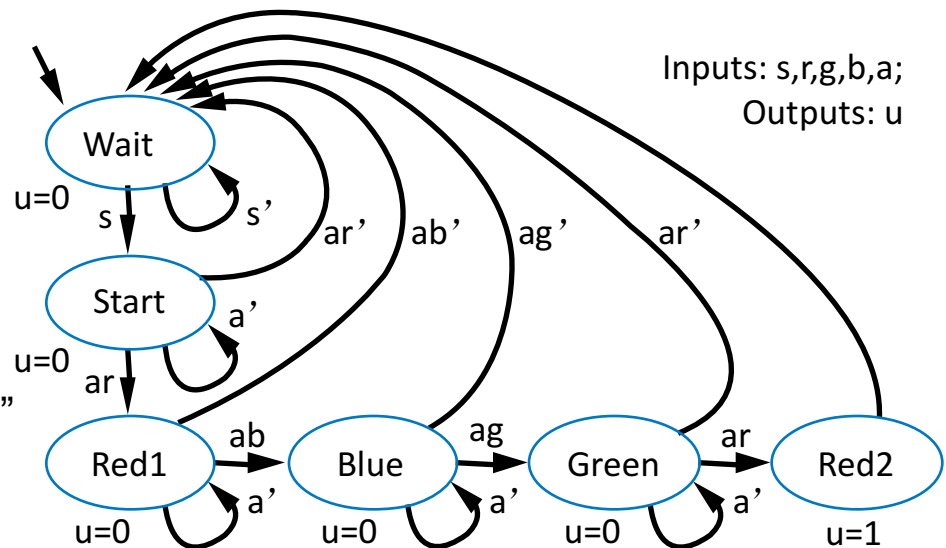 Inputs: s,r,g,b,a;
Outputs: u
Wait
u=0
s
s’
ar’
ab’
ag’
ar’
Start
a’
u=0
ar
”
Red1
ab
Blue
ag
Green
ar
Red2
a’
a’
a’
u=0
u=0
u=0
u=1